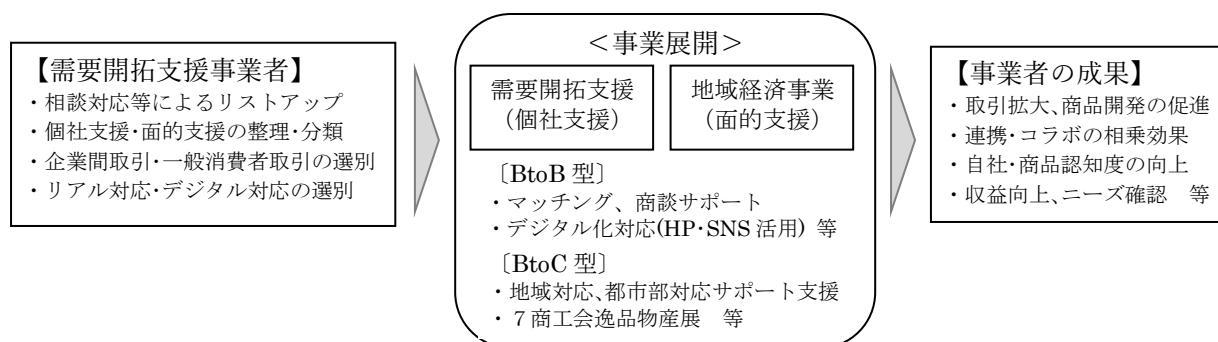 【需要開拓支援事業者】
・相談対応等によるリストアップ
・個社支援・面的支援の整理・分類
・企業間取引・一般消費者取引の選別
・リアル対応・デジタル対応の選別
＜事業展開＞
需要開拓支援
（個社支援）
地域経済事業
（面的支援）
〔BtoB 型〕
・マッチング、商談サポート
・デジタル化対応(HP・SNS 活用) 等
〔BtoC 型〕
・地域対応、都市部対応サポート支援
・７商工会逸品物産展　等
【事業者の成果】
・取引拡大、商品開発の促進
・連携・コラボの相乗効果
・自社・商品認知度の向上
・収益向上、ニーズ確認　等